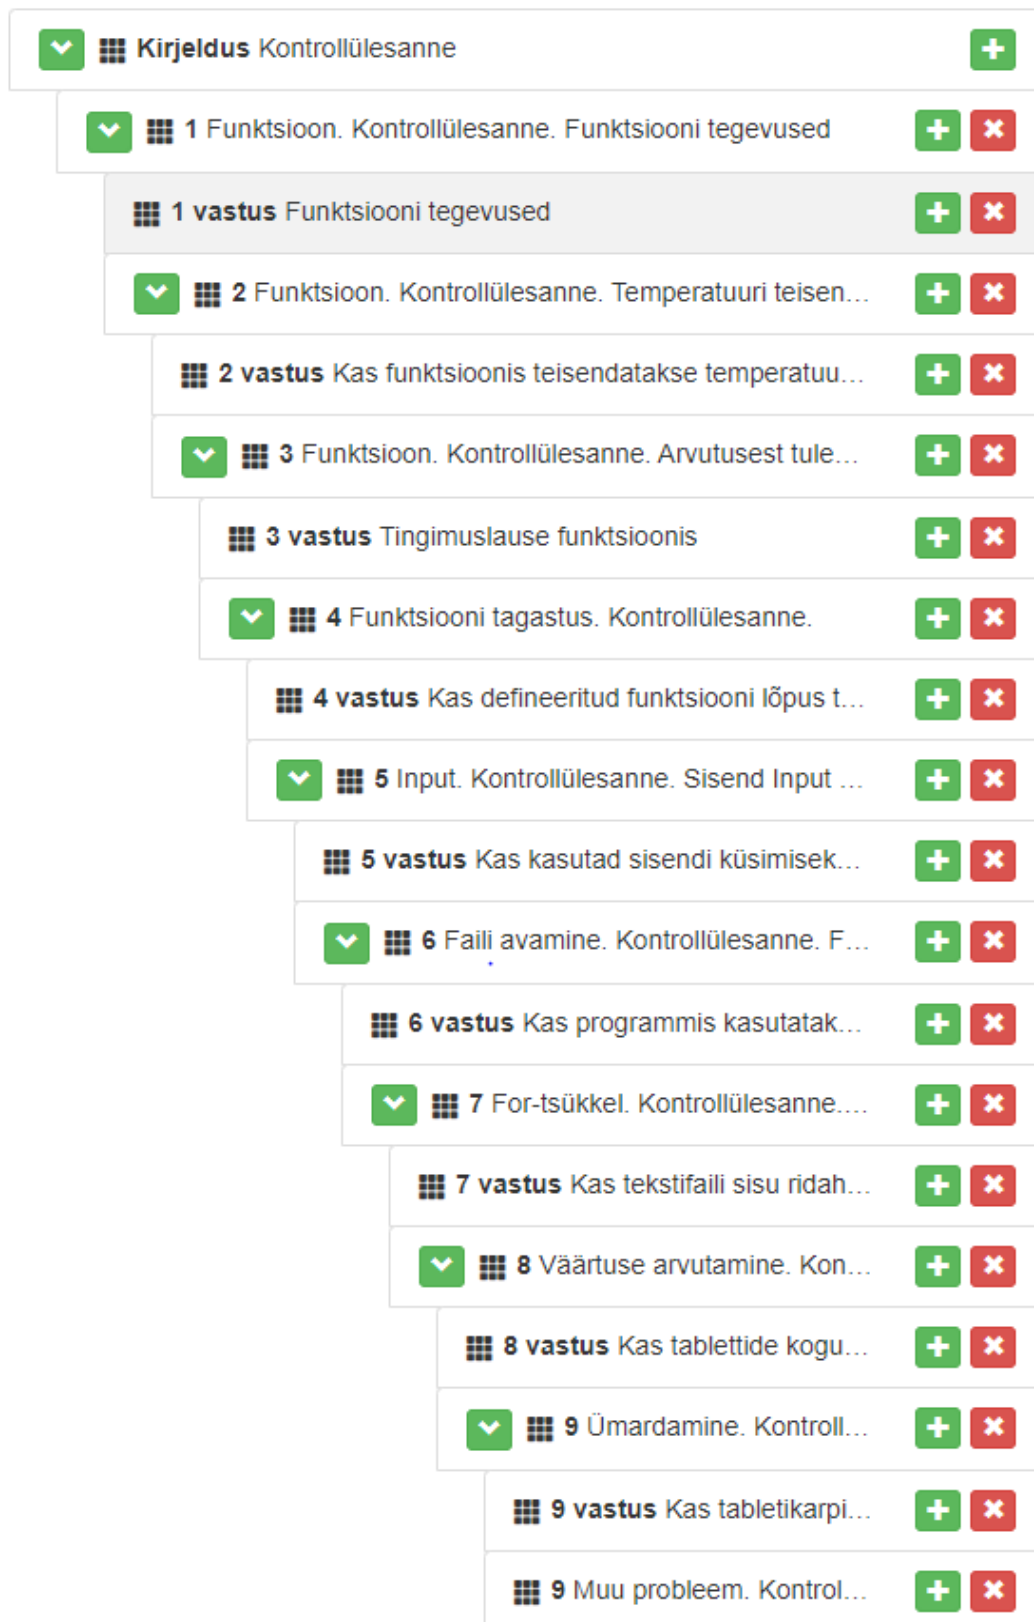 Kirjeldus Kontrollülesanne
1 Funktsioon. Kontrollülesanne. Funktsiooni tegevused
1 vastus Funktsiooni tegevused
2 Funktsioon. Kontrollülesanne. Temperatuuri teisen...
2 vastus Kas funktsioonis teisendatakse temperatuu...
3 Funktsioon. Kontrollülesanne. Arvutusest tule...
3 vastus Tingimuslause funktsioonis
4 Funktsiooni tagastus. Kontrollülesanne.
4 vastus Kas defineeritud funktsiooni lõpus t...
5 Input. Kontrollülesanne. Sisend Input ...
5 vastus Kas kasutad sisendi küsimisek...
6 Faili avamine. Kontrollülesanne. F...
6 vastus Kas programmis kasutatak...
7 For-tsükkel. Kontrollülesanne....
7 vastus Kas tekstifaili sisu ridah...
8 Väärtuse arvutamine. Kon...
8 vastus Kas tablettide kogu...
9 Ümardamine. Kontroll...
9 vastus Kas tabletikarpi...
9 Muu probleem. Kontrol...